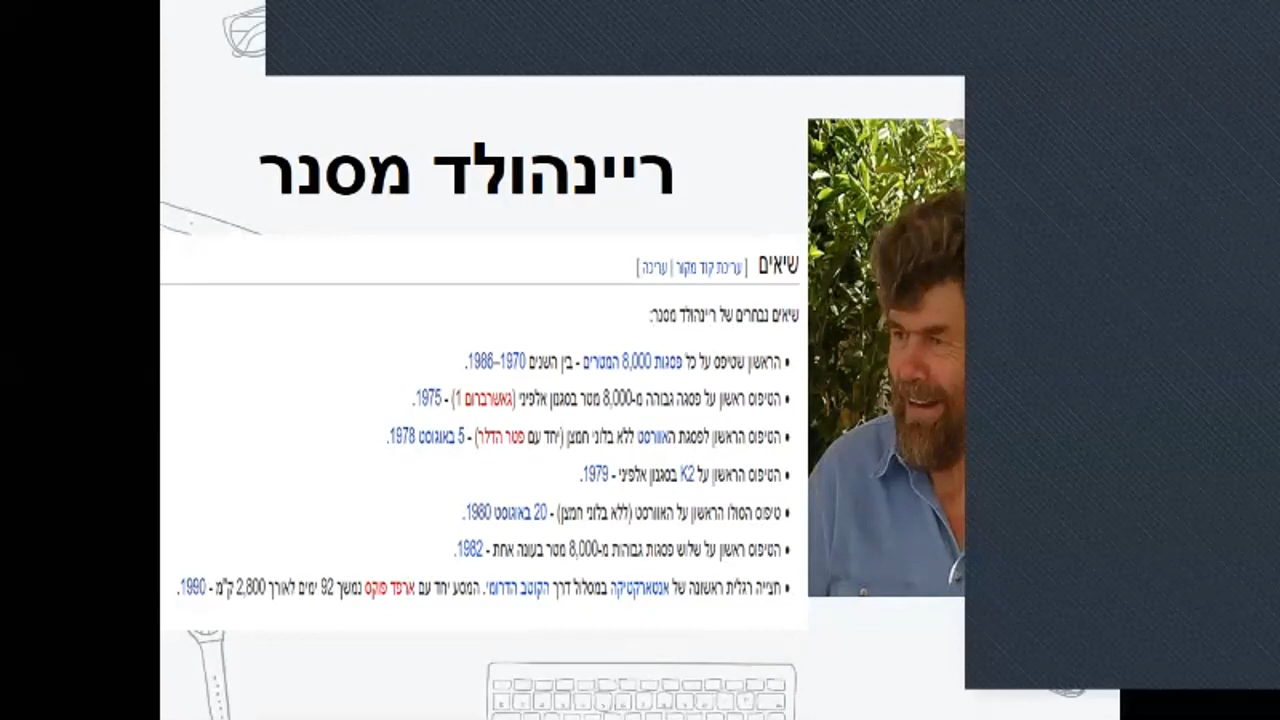 ריינהולד מסנר
שיאים [ עריכת קוד מקור | עריכה ]
שיאים נבחרים של ריינהולד מסנר:
• הראשון שטיפס על כל פסגות 8,000 המטרים - בין השנים 1970–1986.
• הטיפוס ראשון על פסגה גבוהה מ-8,000 מטר בסגנון אלפיני (גאשרברום 1) - 1975.
• הטיפוס הראשון לפסגת האוורסט ללא בלוני חמצן (יחד עם פטר הדלר) - 5 באוגוסט 1978.
• הטיפוס הראשון על K2 בסגנון אלפיני - 1979.
• טיפוס הסולו הראשון על האוורסט (ללא בלוני חמצן) - 20 באוגוסט 1980.
• הטיפוס ראשון על שלוש פסגות גבוהות מ-8,000 מטר בעונה אחת - 1982.
• חצייה רגלית ראשונה של אנטארקטיקה במסלול דרך הקוטב הדרומי. המסע יחד עם ארפד פוקס נמשך 92 ימים לאורך 2,800 ק"מ - 1990.